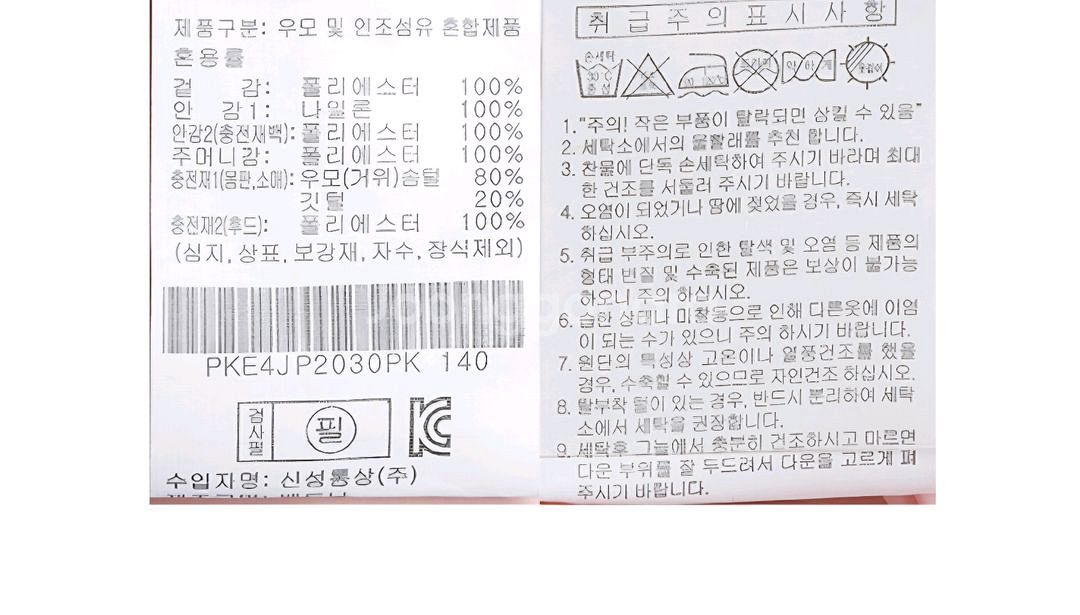 제품구분: 우모 및 인조섬유 혼합제품
혼용률
겉 감: 폴리에스터 100%
안 감1: 나일론 100%
안감2(충전재백): 폴리에스터 100%
주머니감: 폴리에스터 100%
충전재1(몸판,소매): 우모(거위)솜털 80%
깃털 20%
충전재2(후드): 폴리에스터 100%
(심지, 상표, 보강재, 자수, 장식제외)
PKE4JP2030PK 140
검사필
필
KC
수입자명: 신성통상(주)
취급주의표시사항
손세탁
30℃
중성
드라이
약하게
옷걸이
1."주의! 작은 부품이 탈락되면 삼킬 수 있음"
2. 세탁소에서의 울활래를 추천 합니다.
3. 찬물에 단독 손세탁하여 주시기 바라며 최대
한 건조를 서둘러 주시기 바랍니다.
4. 오염이 되었거나 땀에 젖었을 경우, 즉시 세탁
하십시오.
5. 취급 부주의로 인한 탈색 및 오염 등 제품의
형태 변질 및 수축된 제품은 보상이 불가능
하오니 주의 하십시오.
6. 습한 상태나 마찰등으로 인해 다른옷에 이염
이 되는 수가 있으니 주의 하시기 바랍니다.
7. 원단의 특성상 고온이나 열풍건조를 했을
경우, 수축할 수 있으므로 자연건조 하십시오.
8. 탈부착 털이 있는 경우, 반드시 분리하여 세탁
소에서 세탁을 권장합니다.
9. 세탁후 그늘에서 충분히 건조하시고 마르면
다운 부위를 잘 두드려서 다운을 고르게 펴
주시기 바랍니다.